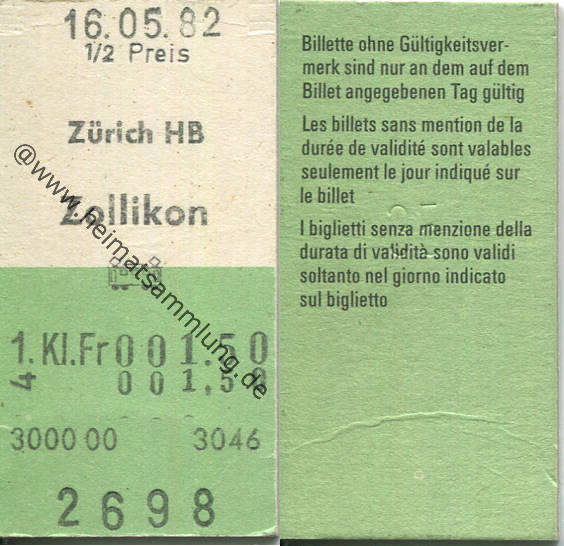 16.05.82
1/2 Preis
Zürich HB
Zollikon
@www.heimatsammlung.de
1. Kl. Fr 001.50
4 001.50
3000 00 3046
2698
Billette ohne Gültigkeitsver-
merk sind nur an dem auf dem
Billet angegebenen Tag gültig
Les billets sans mention de la
durée de validité sont valables
seulement le jour indiqué sur
le billet
I biglietti senza menzione della
durata di validità sono validi
soltanto nel giorno indicato
sul biglietto